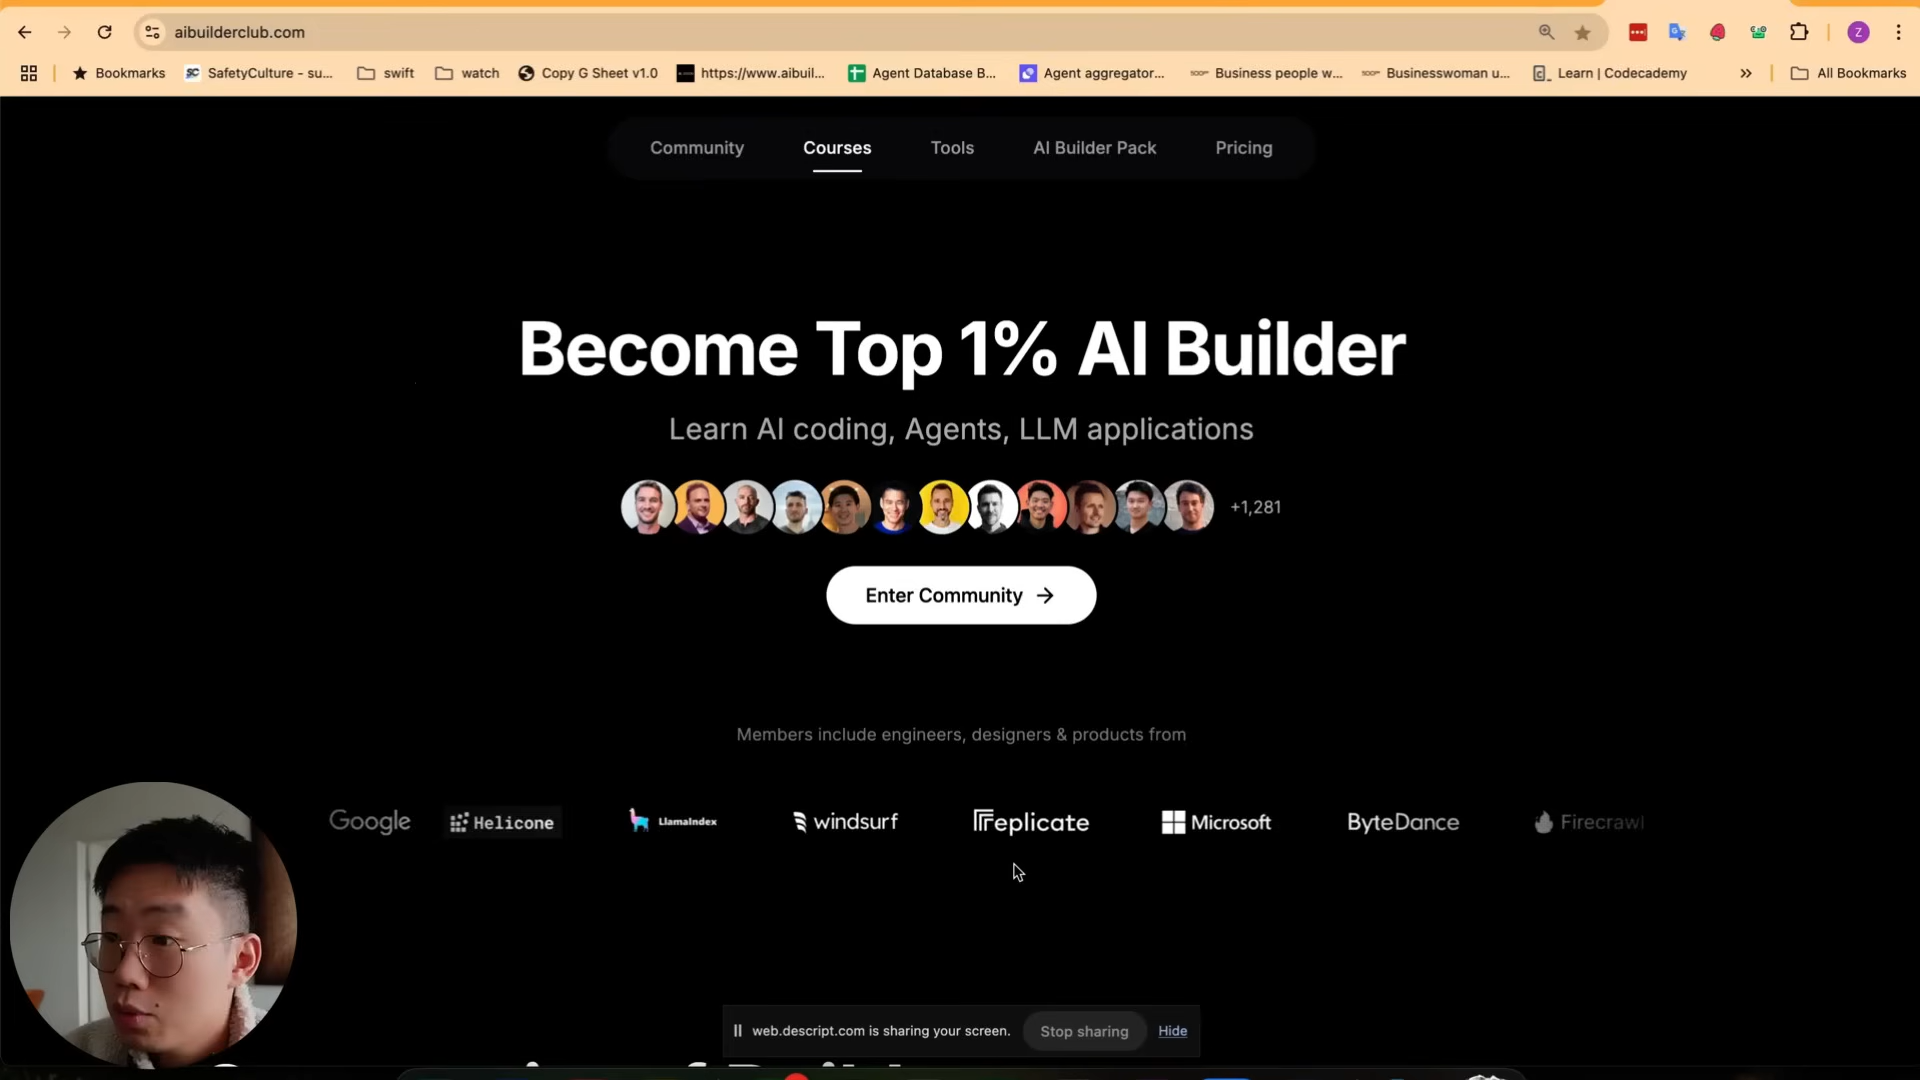 aibuilderclub.com
Z
Bookmarks
SC SafetyCulture - su...
swift
watch
Copy G Sheet v1.0
https://www.aibuil...
Agent Database B...
Agent aggregator...
Business people w...
Businesswoman u...
Learn | Codecademy
All Bookmarks
Community
Courses
Tools
AI Builder Pack
Pricing
Become Top 1% AI Builder
Learn AI coding, Agents, LLM applications
+1,281
Enter Community
Members include engineers, designers & products from
Google
Helicone
LlamaIndex
windsurf
replicate
Microsoft
ByteDance
Firecrawl
web.descript.com is sharing your screen.
Stop sharing
Hide